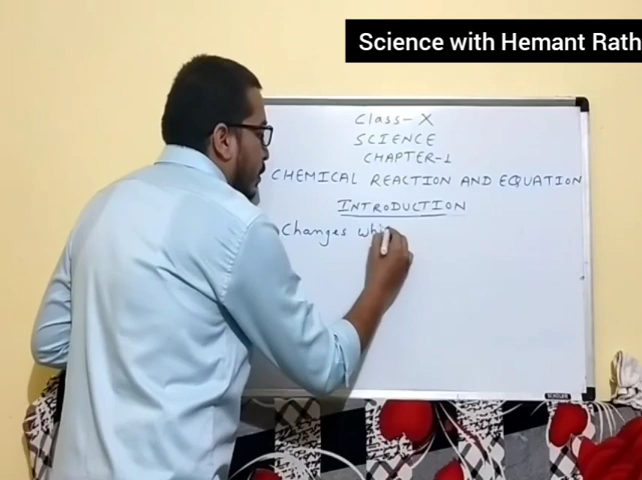 Science with Hemant Rath
Class-X
SCIENCE
CHAPTER-1
CHEMICAL REACTION AND EQUATION
INTRODUCTION
Changes whi